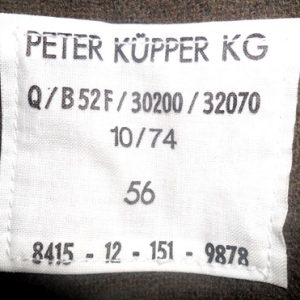 PETER KÜPPER KG
Q/B52F/30200/32070
10/74
56
8415 - 12 - 151 - 9878